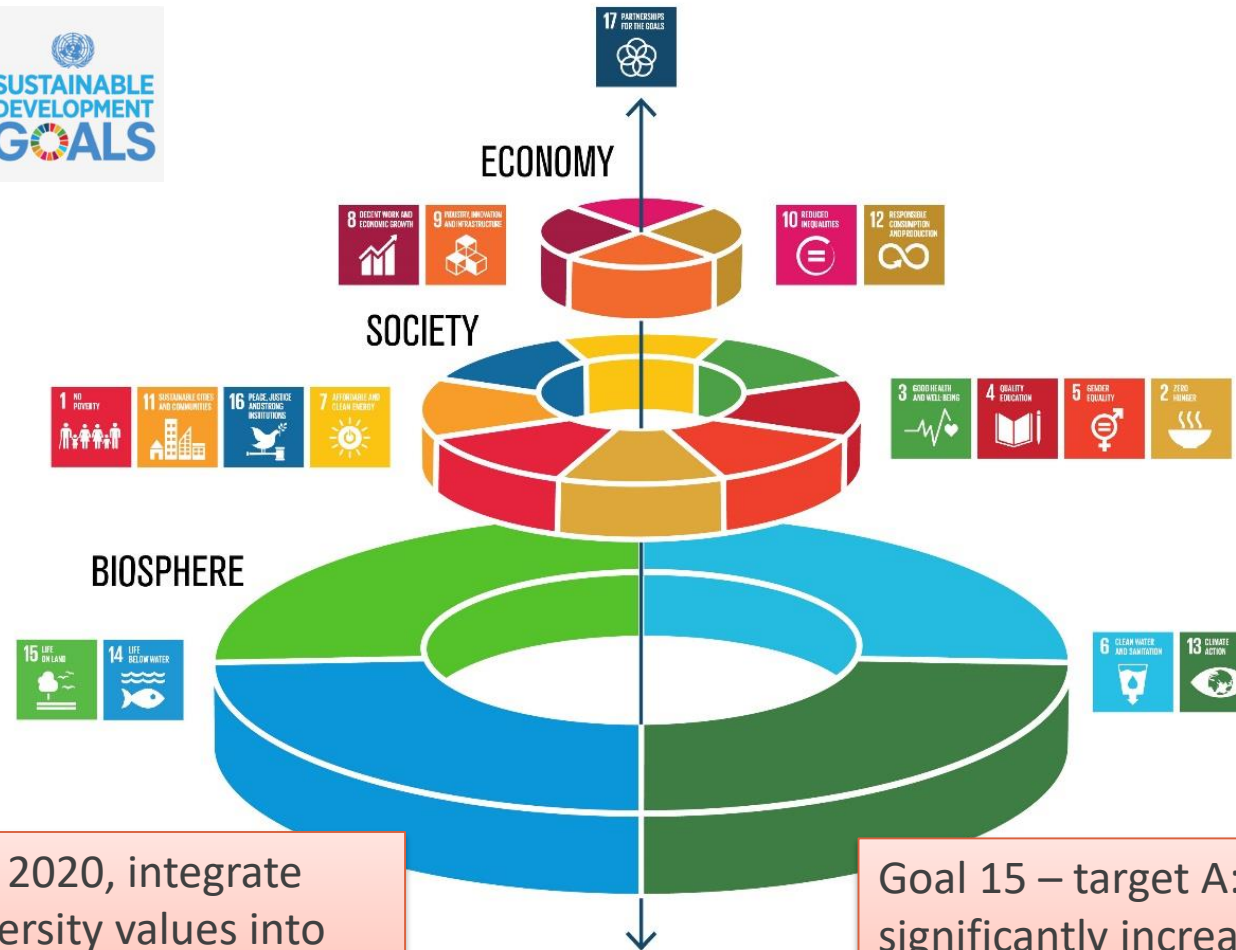 SUSTAINABLE
DEVELOPMENT
GOALS
17 PARTNERSHIPS
FOR THE GOALS
ECONOMY
8 DECENT WORK AND
ECONOMIC GROWTH
9 INDUSTRY, INNOVATION
AND INFRASTRUCTURE
10 REDUCED
INEQUALITIES
12 RESPONSIBLE
CONSUMPTION
AND PRODUCTION
SOCIETY
1 NO
POVERTY
11 SUSTAINABLE CITIES
AND COMMUNITIES
16 PEACE, JUSTICE
AND STRONG
INSTITUTIONS
7 AFFORDABLE AND
CLEAN ENERGY
3 GOOD HEALTH
AND WELL-BEING
4 QUALITY
EDUCATION
5 GENDER
EQUALITY
2 ZERO
HUNGER
BIOSPHERE
15 LIFE
ON LAND
14 LIFE
BELOW WATER
6 CLEAN WATER
AND SANITATION
13 CLIMATE
ACTION
2020, integrate
ersity values into
Goal 15 – target A:
significantly increa